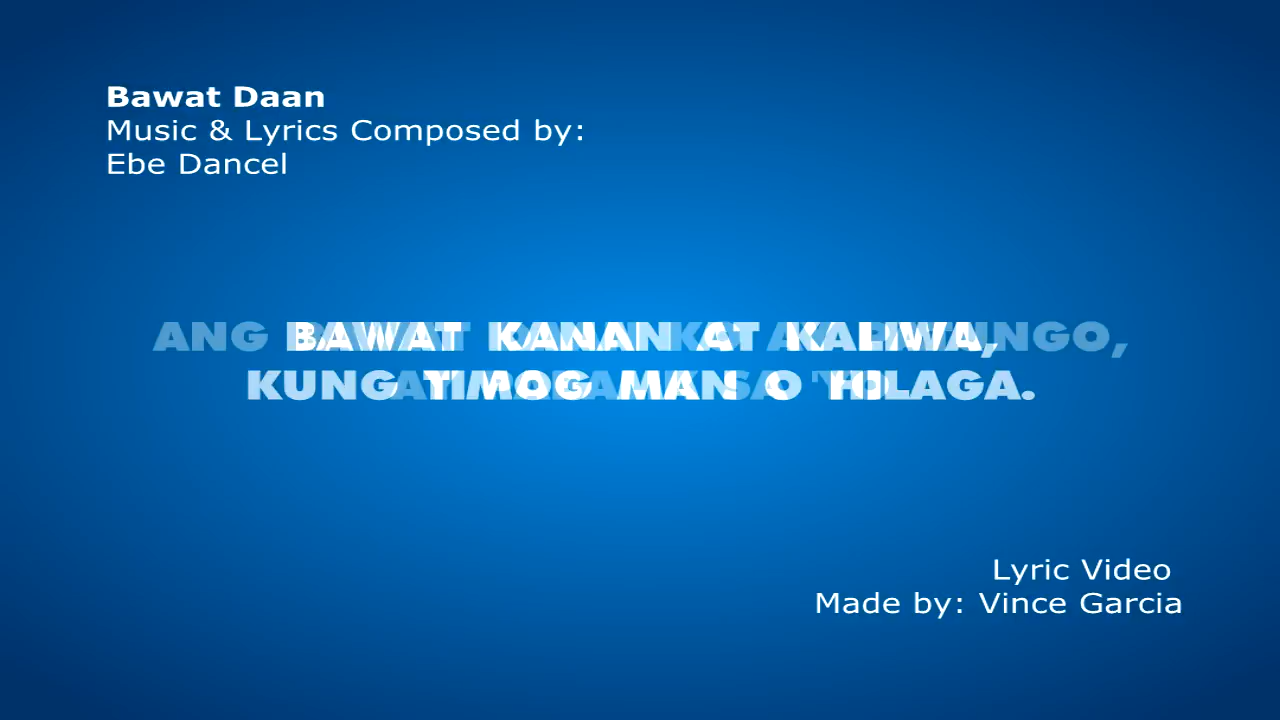 Bawat Daan
Music & Lyrics Composed by:
Ebe Dancel
BAWAT KANAN AT KALIWA,
KUNG TIMOG MAN O HILAGA.
Lyric Video
Made by: Vince Garcia